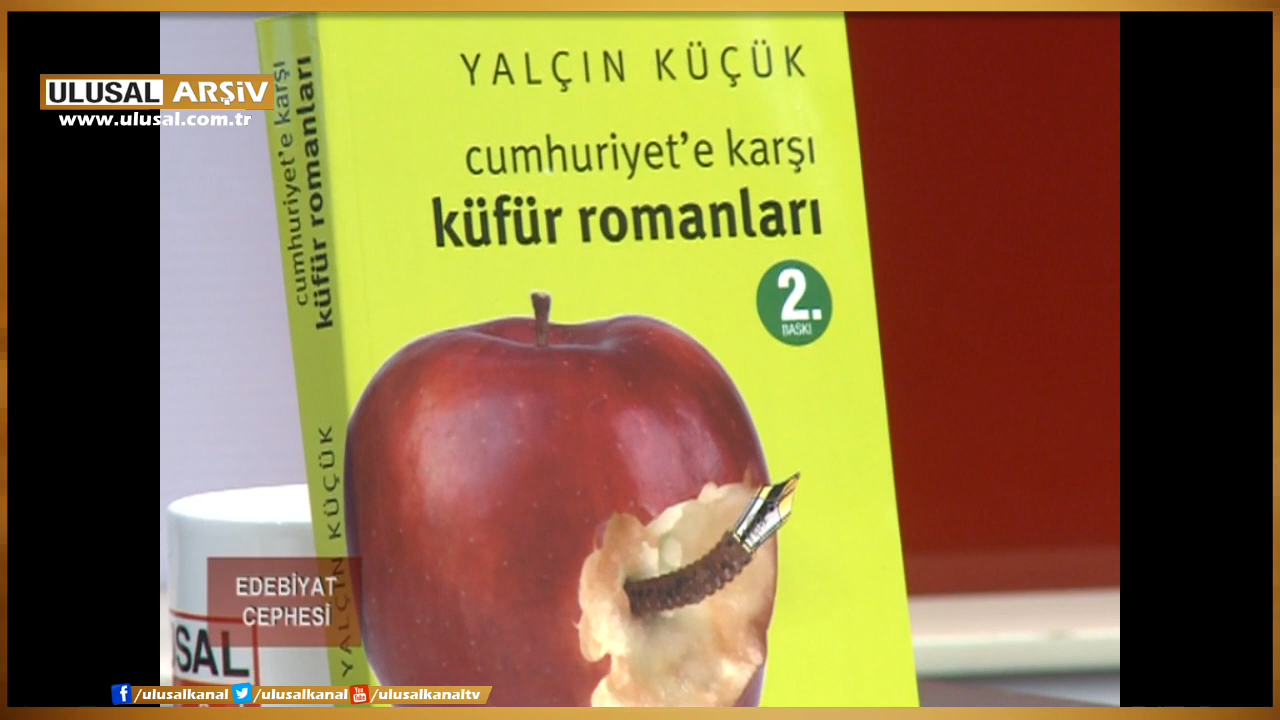 ULUSAL ARŞİV
www.ulusal.com.tr
YALÇIN KÜÇÜK
cumhuriyet'e karşı
küfür romanları
2.
BASKI
cumhuriyet'e karşı
küfür romanları
YALÇIN KÜÇÜK
EDEBİYAT
CEPHESİ
USAL
/ulusalkanal /ulusalkanal /ulusalkanaltv